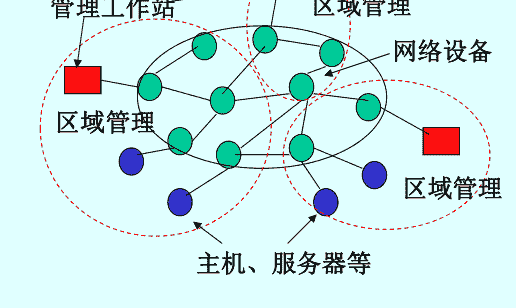 管理工作站
区域管理
网络设备
区域管理
区域管理
主机、服务器等